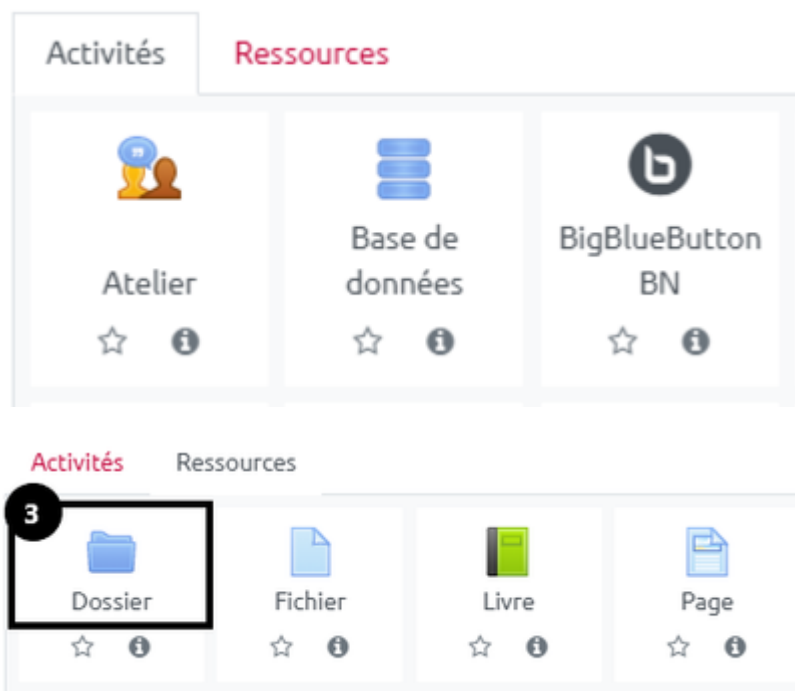 Activités Ressources
Atelier
Base de
données
BigBlueButton
BN
Activités Ressources
3
Dossier Fichier Livre Page